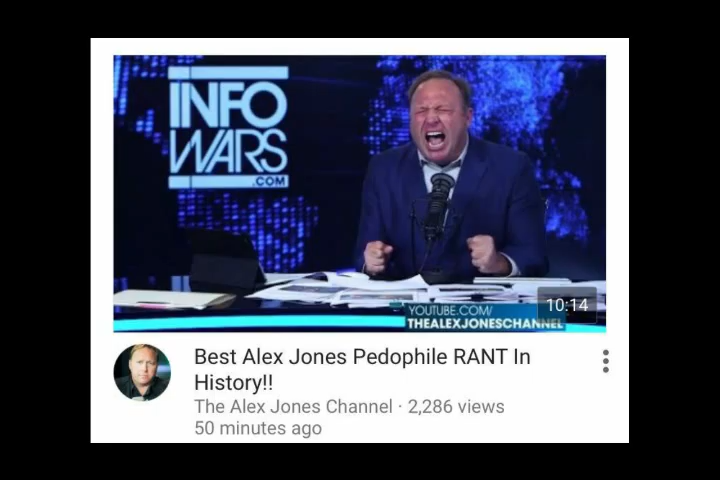 INFO
WARS
.COM
10:14
YOUTUBE.COM/
THEALEXJONESCHANNEL
Best Alex Jones Pedophile RANT In
History!!
The Alex Jones Channel · 2,286 views
50 minutes ago